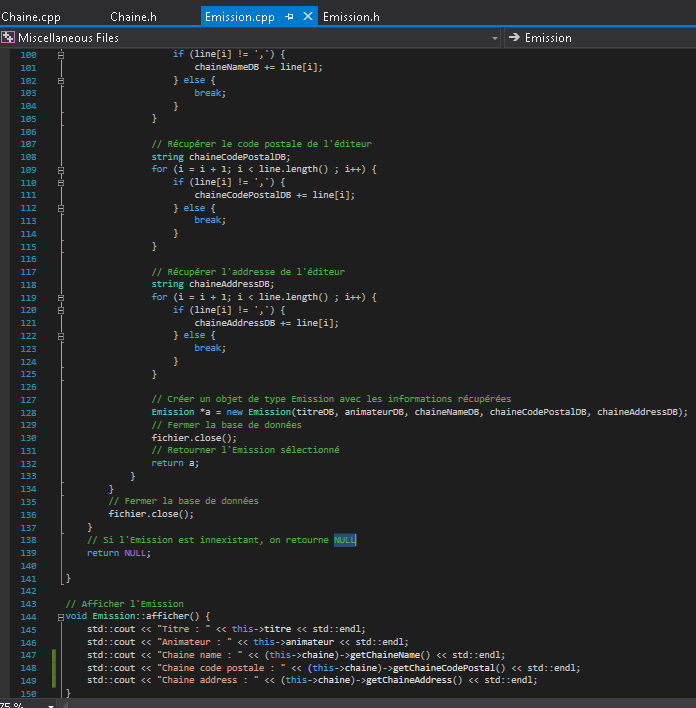 Chaine.cpp Chaine.h Emission.cpp Emission.h
Miscellaneous Files Emission
100 if (line[i] != ',') {
101 chaineNameDB += line[i];
102 } else {
103 break;
104 }
105 }
106
107 // Récupérer le code postale de l'éditeur
108 string chaineCodePostalDB;
109 for (i = i + 1; i < line.length() ; i++) {
110 if (line[i] != ',') {
111 chaineCodePostalDB += line[i];
112 } else {
113 break;
114 }
115 }
116
117 // Récupérer l'addresse de l'éditeur
118 string chaineAddressDB;
119 for (i = i + 1; i < line.length() ; i++) {
120 if (line[i] != ',') {
121 chaineAddressDB += line[i];
122 } else {
123 break;
124 }
125 }
126
127 // Créer un objet de type Emission avec les informations récupérées
128 Emission *a = new Emission(titreDB, animateurDB, chaineNameDB, chaineCodePostalDB, chaineAddressDB);
129 // Fermer la base de données
130 fichier.close();
131 // Retourner l'Emission sélectionné
132 return a;
133 }
134 }
135 // Fermer la base de données
136 fichier.close();
137 }
138 // Si l'Emission est innexistant, on retourne NULL
139 return NULL;
140
141 }
142
143 // Afficher l'Emission
144 void Emission::afficher() {
145 std::cout << "Titre : " << this->titre << std::endl;
146 std::cout << "Animateur : " << this->animateur << std::endl;
147 std::cout << "Chaine name : " << (this->chaine)->getChaineName() << std::endl;
148 std::cout << "Chaine code postale : " << (this->chaine)->getChaineCodePostal() << std::endl;
149 std::cout << "Chaine address : " << (this->chaine)->getChaineAddress() << std::endl;
150 }
75 %